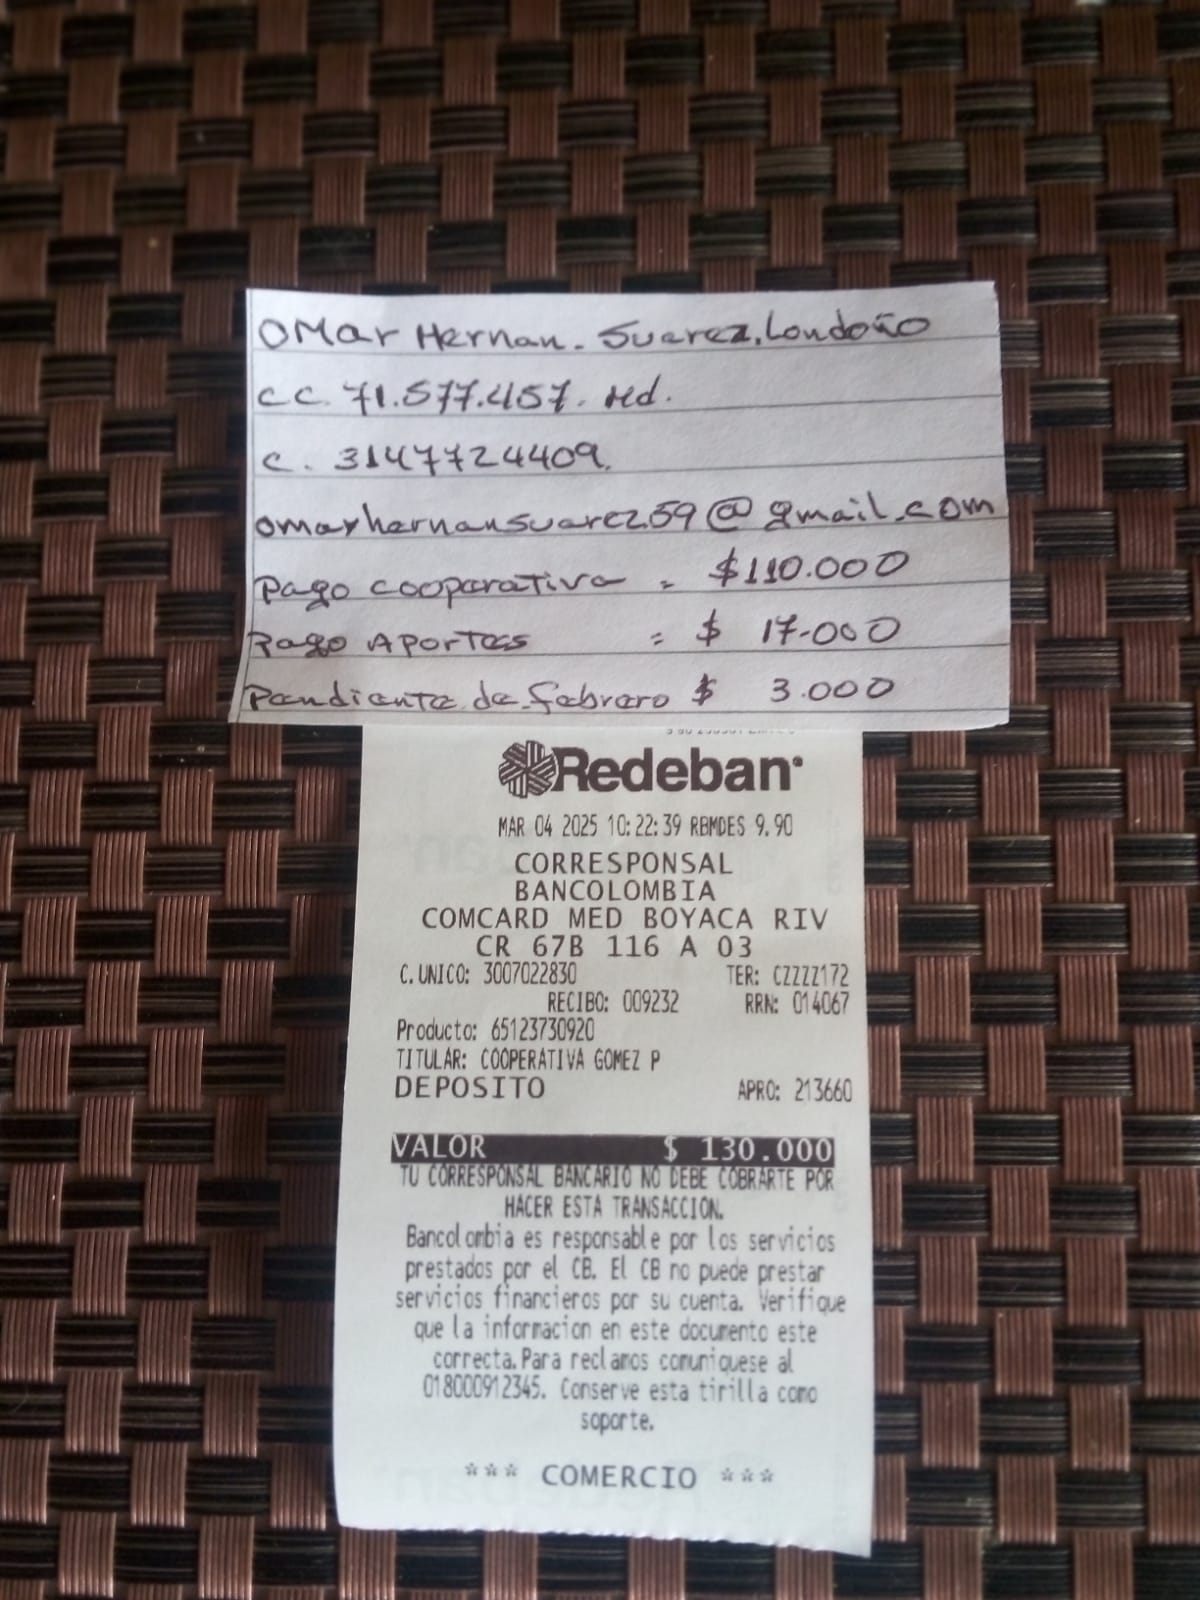 OMar Hernan. Suarez. Londoño
C C. 71.577.457. Md.
C. 3147724409.
omarhernansuarez59@gmail.com
Pago cooperativa = $110.000
Pago Aportes = $ 17.000
Pendiente de febrero $ 3.000
Redeban
MAR 04 2025 10:22:39 RBMDES 9.90
CORRESPONSAL
BANCOLOMBIA
COMCARD MED BOYACA RIV
CR 67B 116 A 03
C.UNICO: 3007022830 TER: CZZZZ172
RECIBO: 009232 RRN: 014067
Producto: 65123730920
TITULAR: COOPERATIVA GOMEZ P
DEPOSITO APRO: 213660
VALOR $ 130.000
TU CORRESPONSAL BANCARIO NO DEBE COBRARTE POR
HACER ESTA TRANSACCION.
Bancolombia es responsable por los servicios
prestados por el CB. El CB no puede prestar
servicios financieros por su cuenta. Verifique
que la informacion en este documento este
correcta. Para reclamos comuniquese al
018000912345. Conserve esta tirilla como
soporte.
*** COMERCIO ***